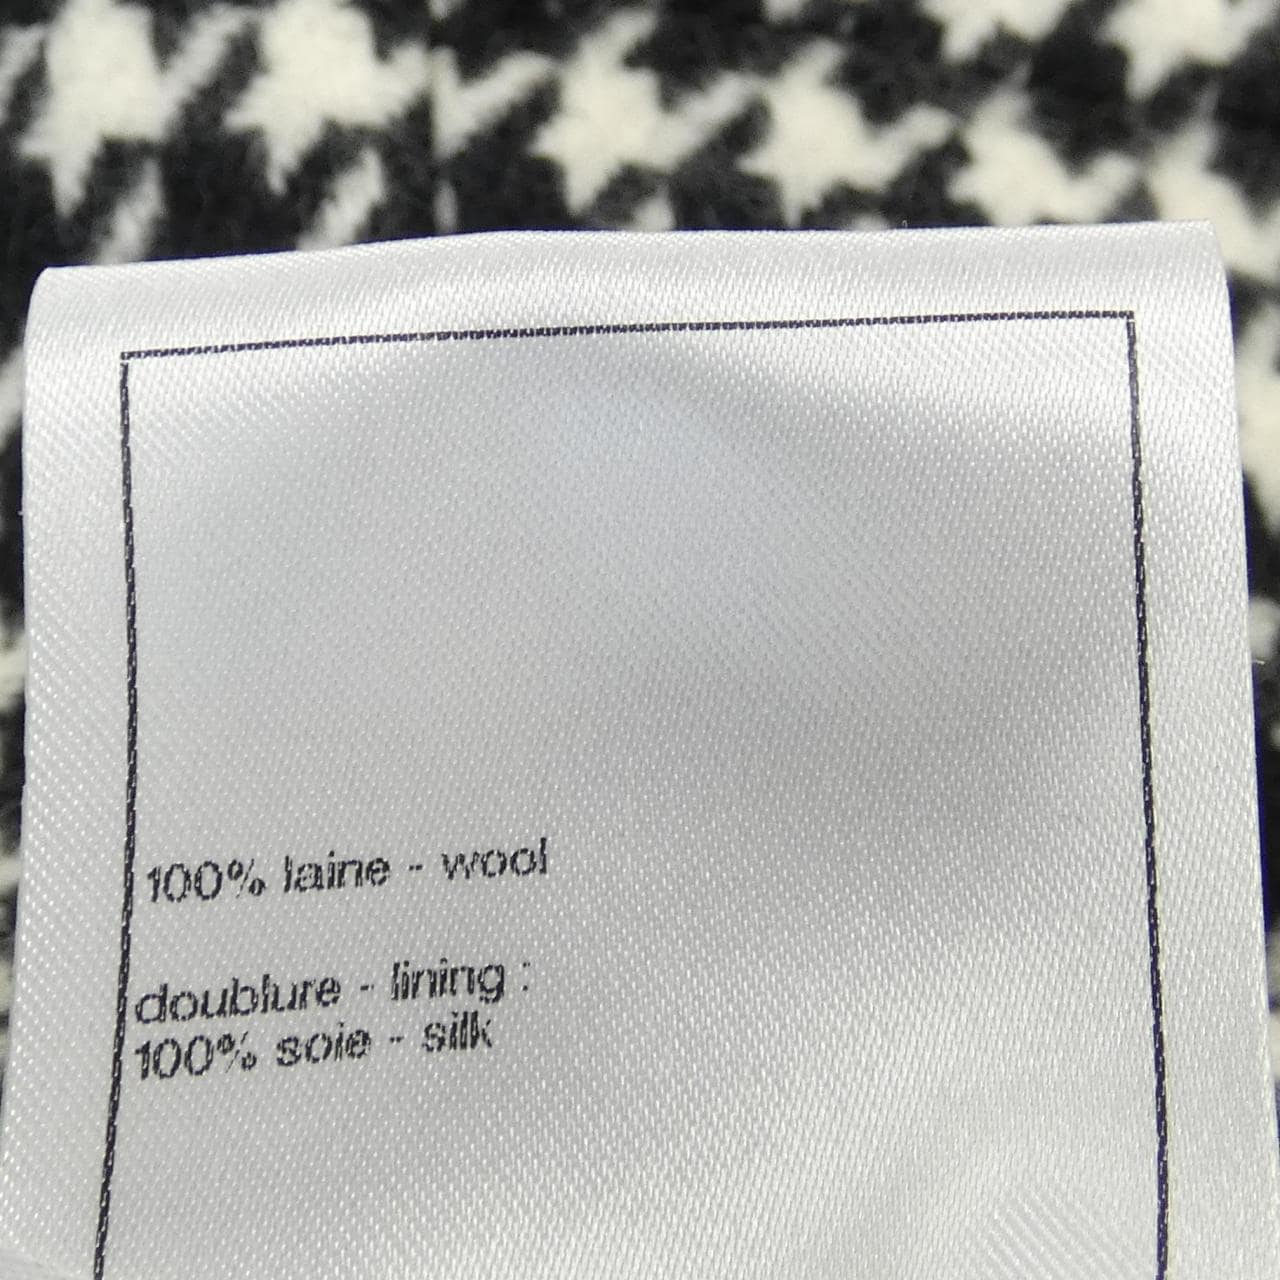 100% laine - wool
doublure - lining :
100% soie - silk